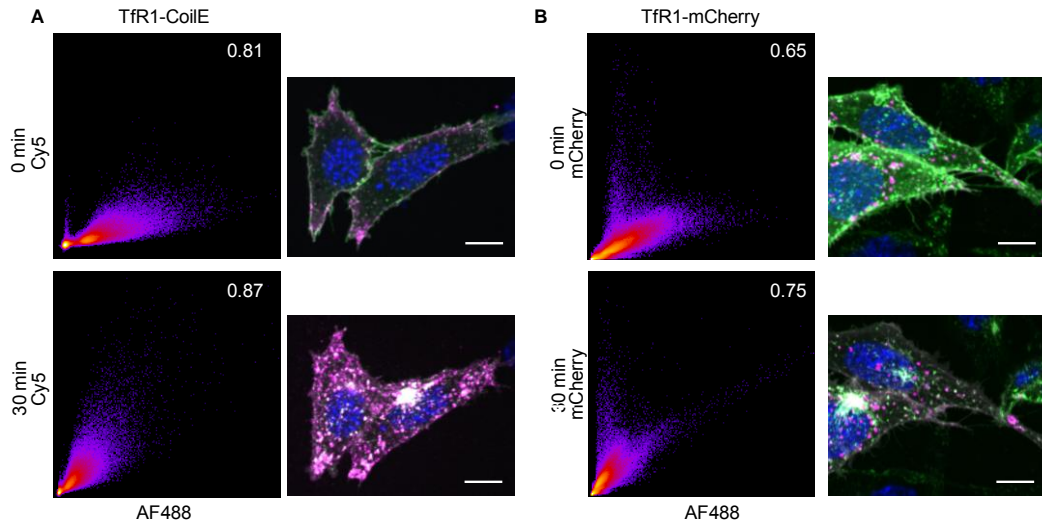 A
TfR1-CoilE
B
TfR1-mCherry
0 min
Cy5
0.81
0 min
mCherry
0.65
30 min
Cy5
0.87
30 min
mCherry
0.75
AF488
AF488